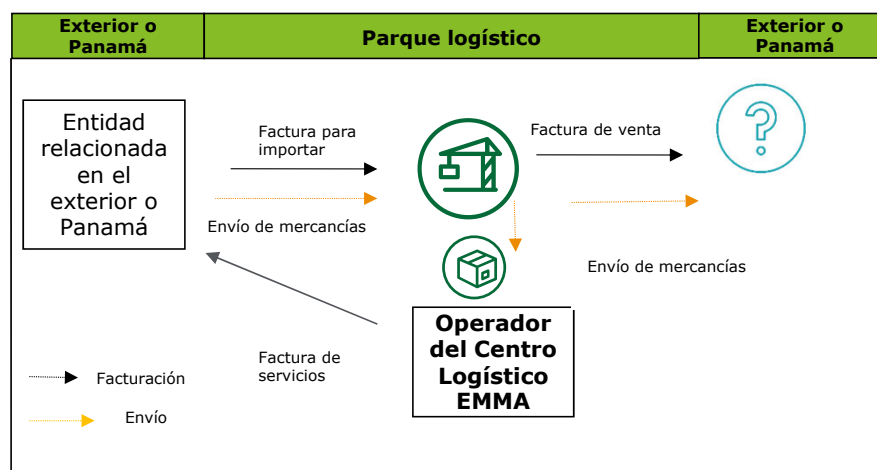 Exterior o
Panamá
Parque logístico
Exterior o
Panamá
Entidad
relacionada
en el
exterior o
Panamá
Factura para
importar
Envío de mercancías
Factura de venta
?
Envío de mercancías
Operador
del Centro
Logístico
EMMA
Factura de
servicios
Facturación
Envío